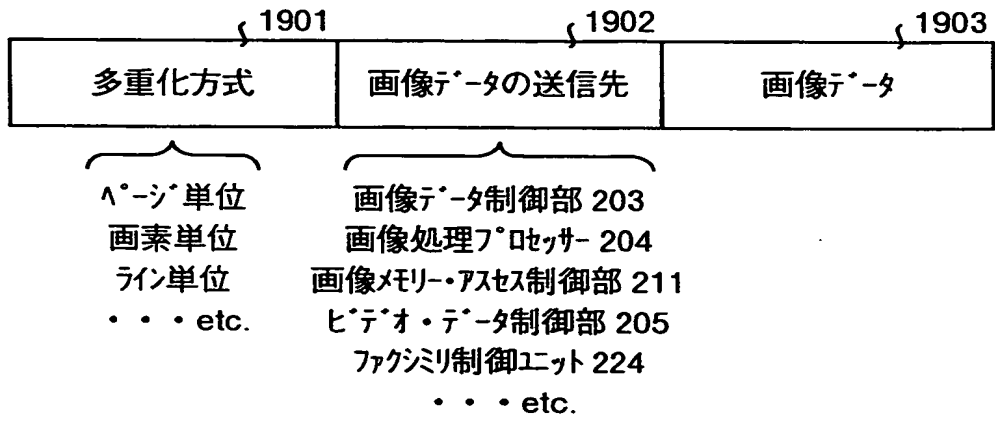 1901 1902 1903
多重化方式 画像ﾃﾞｰﾀの送信先 画像ﾃﾞｰﾀ
ﾍﾟｰｼﾞ単位
画素単位
ﾗｲﾝ単位
・・・etc.
画像ﾃﾞｰﾀ制御部 203
画像処理ﾌﾟﾛｾｯｻｰ 204
画像ﾒﾓﾘｰ・ｱｽｾｽ制御部 211
ﾋﾞﾃﾞｵ・ﾃﾞｰﾀ制御部 205
ﾌｧｸｼﾐﾘ制御ﾕﾆｯﾄ 224
・・・etc.